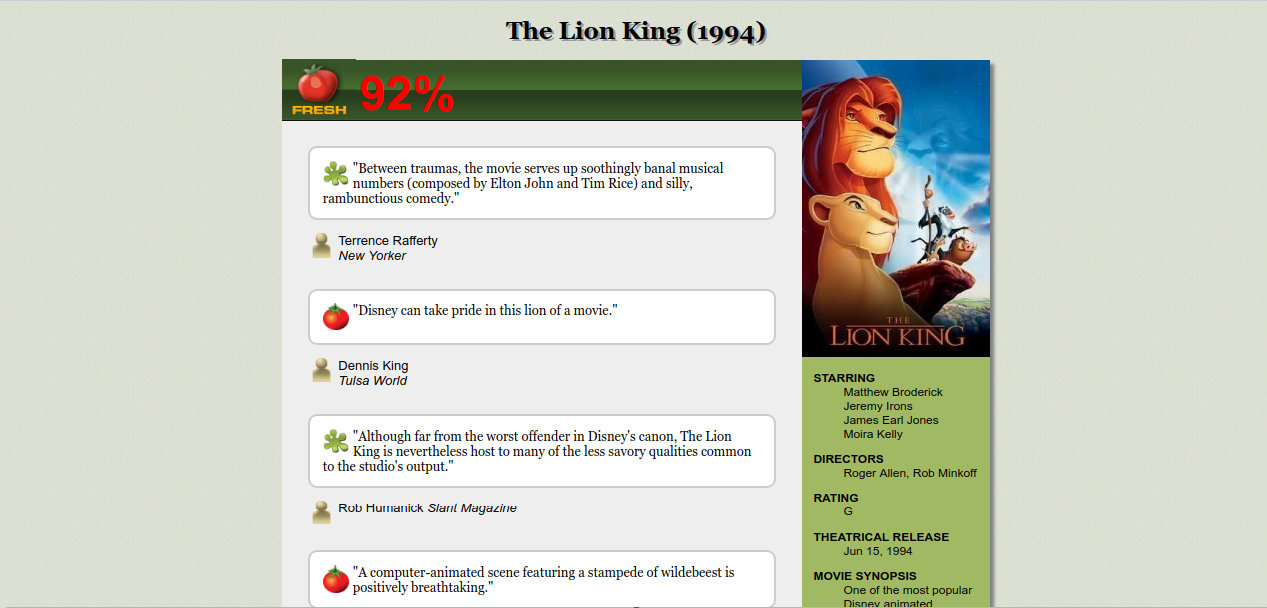 The Lion King (1994)
FRESH
92%
"Between traumas, the movie serves up soothingly banal musical
numbers (composed by Elton John and Tim Rice) and silly,
rambunctious comedy."
Terrence Rafferty
New Yorker
"Disney can take pride in this lion of a movie."
Dennis King
Tulsa World
"Although far from the worst offender in Disney's canon, The Lion
King is nevertheless host to many of the less savory qualities common
to the studio's output."
Rob Humanick Slant Magazine
"A computer-animated scene featuring a stampede of wildebeest is
positively breathtaking."
THE
LION KING
STARRING
Matthew Broderick
Jeremy Irons
James Earl Jones
Moira Kelly
DIRECTORS
Roger Allen, Rob Minkoff
RATING
G
THEATRICAL RELEASE
Jun 15, 1994
MOVIE SYNOPSIS
One of the most popular
Disney animated